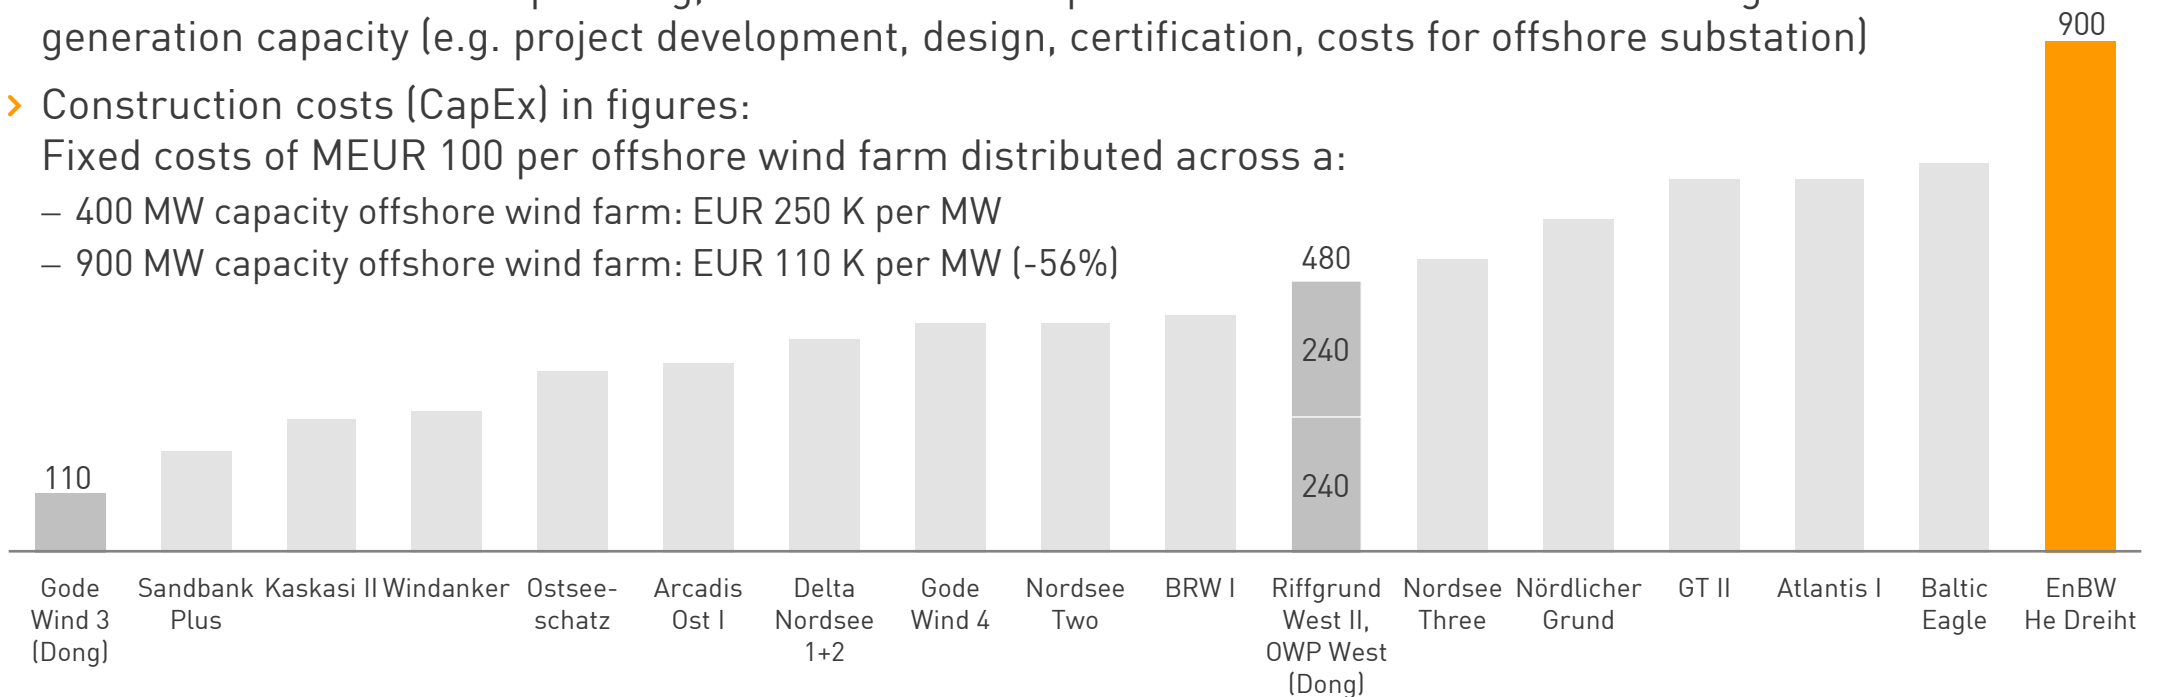 generation capacity (e.g. project development, design, certification, costs for offshore substation)
› Construction costs (CapEx) in figures:
Fixed costs of MEUR 100 per offshore wind farm distributed across a:
– 400 MW capacity offshore wind farm: EUR 250 K per MW
– 900 MW capacity offshore wind farm: EUR 110 K per MW (-56%)
900
480
240
240
110
Gode
Wind 3
(Dong)
Sandbank
Plus
Kaskasi II
Windanker
Ostsee-
schatz
Arcadis
Ost I
Delta
Nordsee
1+2
Gode
Wind 4
Nordsee
Two
BRW I
Riffgrund
West II,
OWP West
(Dong)
Nordsee
Three
Nördlicher
Grund
GT II
Atlantis I
Baltic
Eagle
EnBW
He Dreiht